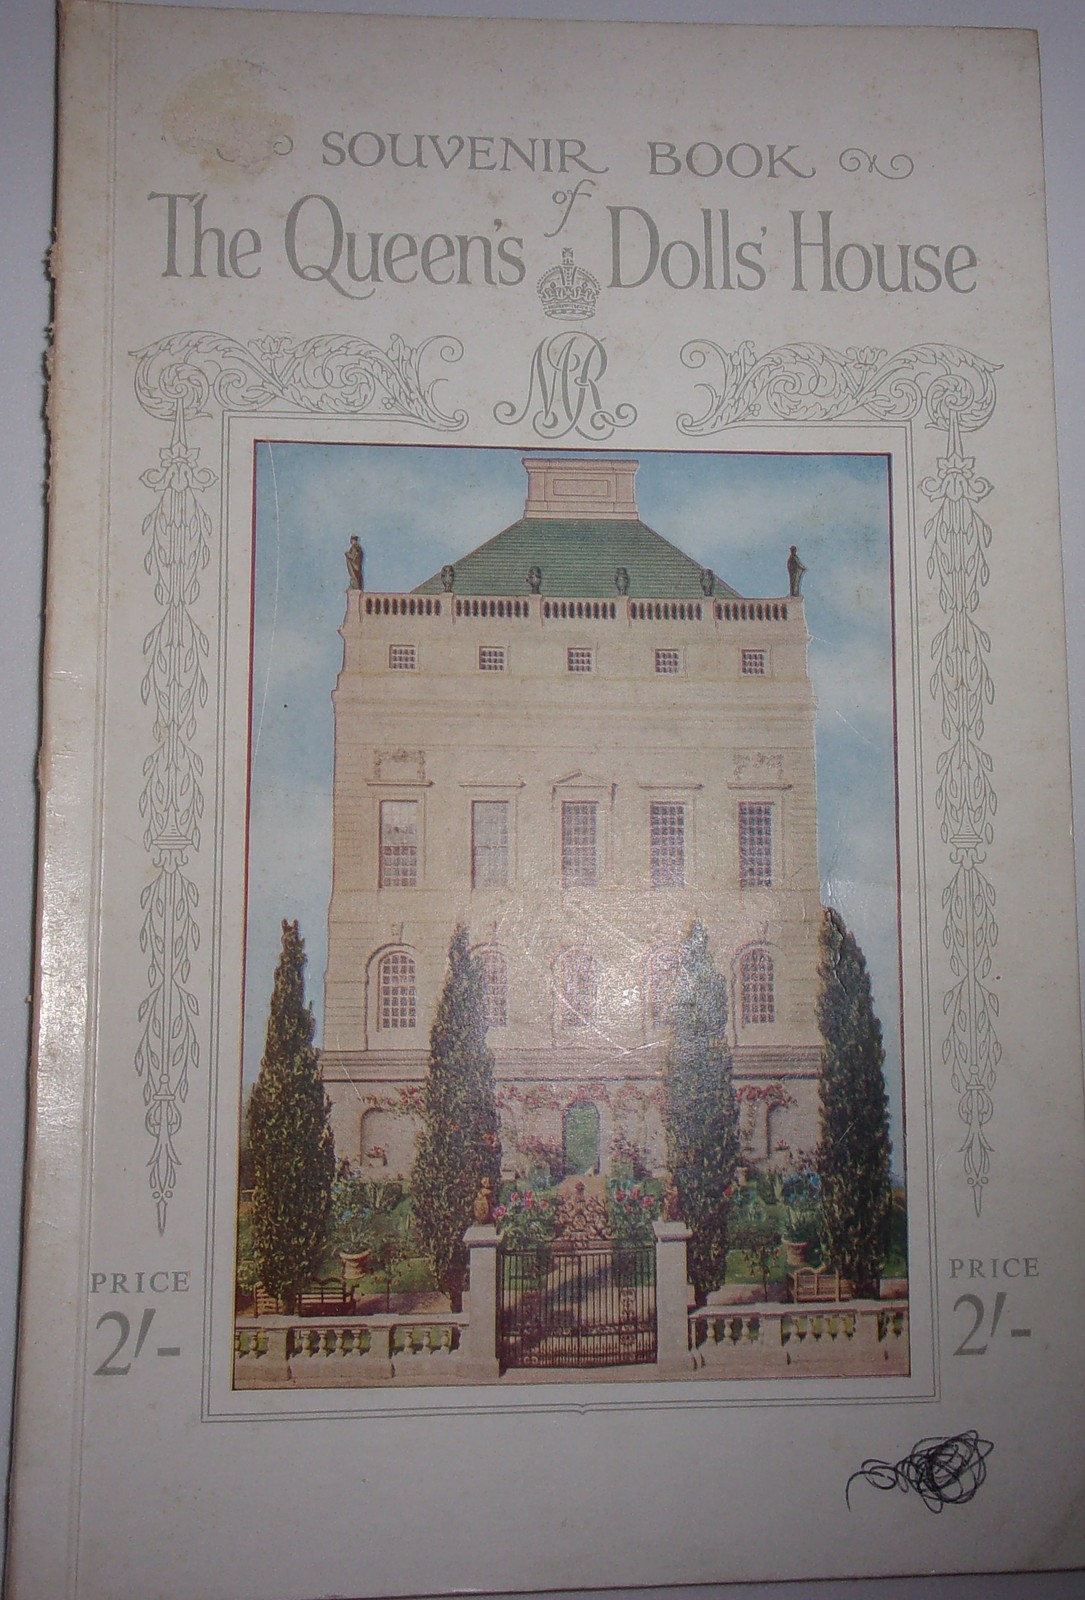 SOUVENIR BOOK
of
The Queen's Dolls' House
MR
PRICE
2/-
PRICE
2/-